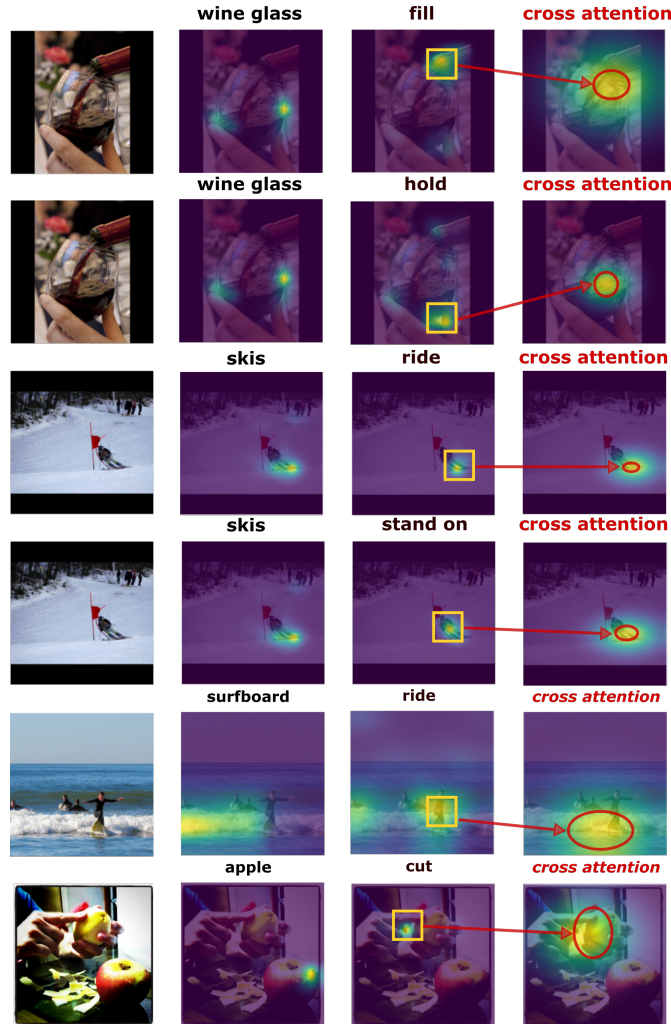 wine glass fill cross attention
wine glass hold cross attention
skis ride cross attention
skis stand on cross attention
surfboard ride cross attention
apple cut cross attention